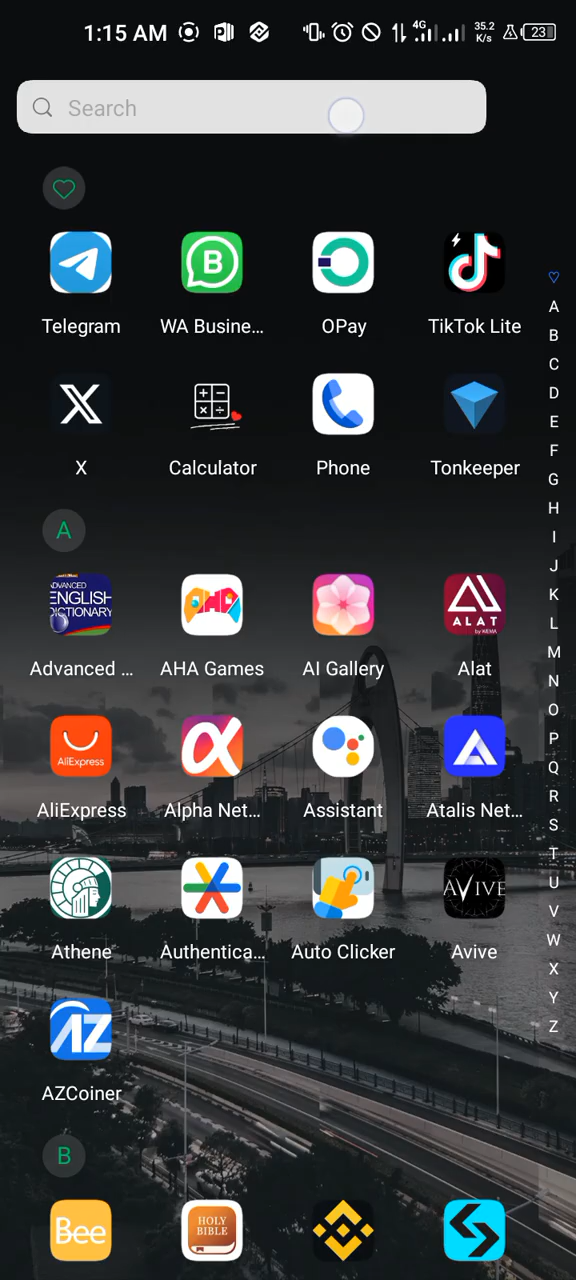 1:15 AM 4G 35.2 K/s 23
Search
Telegram WA Busine... OPay TikTok Lite
X Calculator Phone Tonkeeper
A
ADVANCED ENGLISH DICTIONARY AHA ALAT by WEMA
Advanced ... AHA Games AI Gallery Alat
AliExpress
AliExpress Alpha Net... Assistant Atalis Net...
AVIVE
Athene Authentica... Auto Clicker Avive
AZ
AZCoiner
B
Bee HOLY BIBLE
A
B
C
D
E
F
G
H
I
J
K
L
M
N
O
P
Q
R
S
T
U
V
W
X
Y
Z